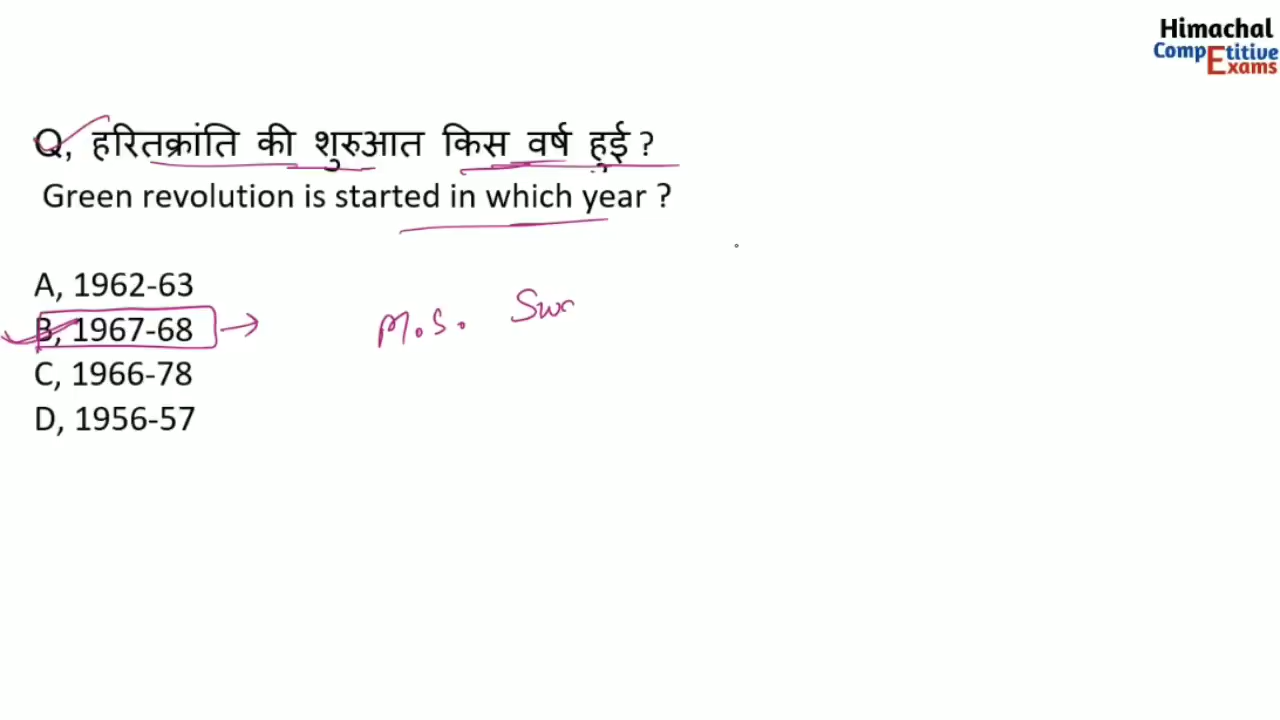 Himachal
CompEtitive
Exams
Q, हरितक्रांति की शुरुआत किस वर्ष हुई ?
Green revolution is started in which year ?
A, 1962-63
B, 1967-68
M.S. Swa
C, 1966-78
D, 1956-57